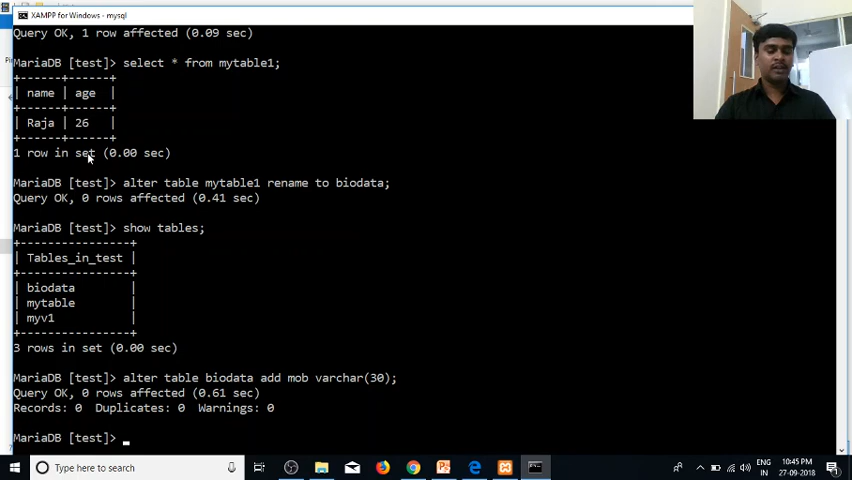 XAMPP for Windows - mysql
Query OK, 1 row affected (0.09 sec)
MariaDB [test]> select * from mytable1;
+------+------+
| name | age |
+------+------+
| Raja | 26 |
+------+------+
1 row in set (0.00 sec)
MariaDB [test]> alter table mytable1 rename to biodata;
Query OK, 0 rows affected (0.41 sec)
MariaDB [test]> show tables;
+----------------+
| Tables_in_test |
+----------------+
| biodata |
| mytable |
| myv1 |
+----------------+
3 rows in set (0.00 sec)
MariaDB [test]> alter table biodata add mob varchar(30);
Query OK, 0 rows affected (0.61 sec)
Records: 0 Duplicates: 0 Warnings: 0
MariaDB [test]> _
Type here to search
ENG
IN
10:45 PM
27-09-2018